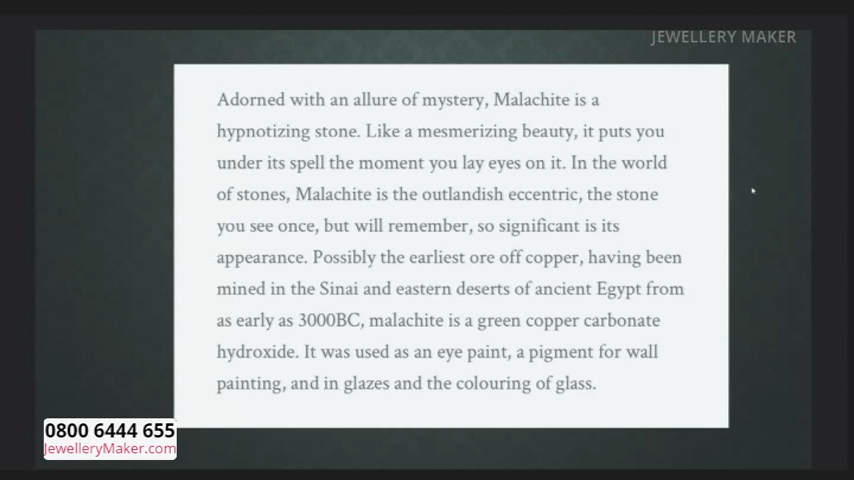 JEWELLERY MAKER
Adorned with an allure of mystery, Malachite is a
hypnotizing stone. Like a mesmerizing beauty, it puts you
under its spell the moment you lay eyes on it. In the world
of stones, Malachite is the outlandish eccentric, the stone
you see once, but will remember, so significant is its
appearance. Possibly the earliest ore off copper, having been
mined in the Sinai and eastern deserts of ancient Egypt from
as early as 3000BC, malachite is a green copper carbonate
hydroxide. It was used as an eye paint, a pigment for wall
painting, and in glazes and the colouring of glass.
0800 6444 655
JewelleryMaker.com